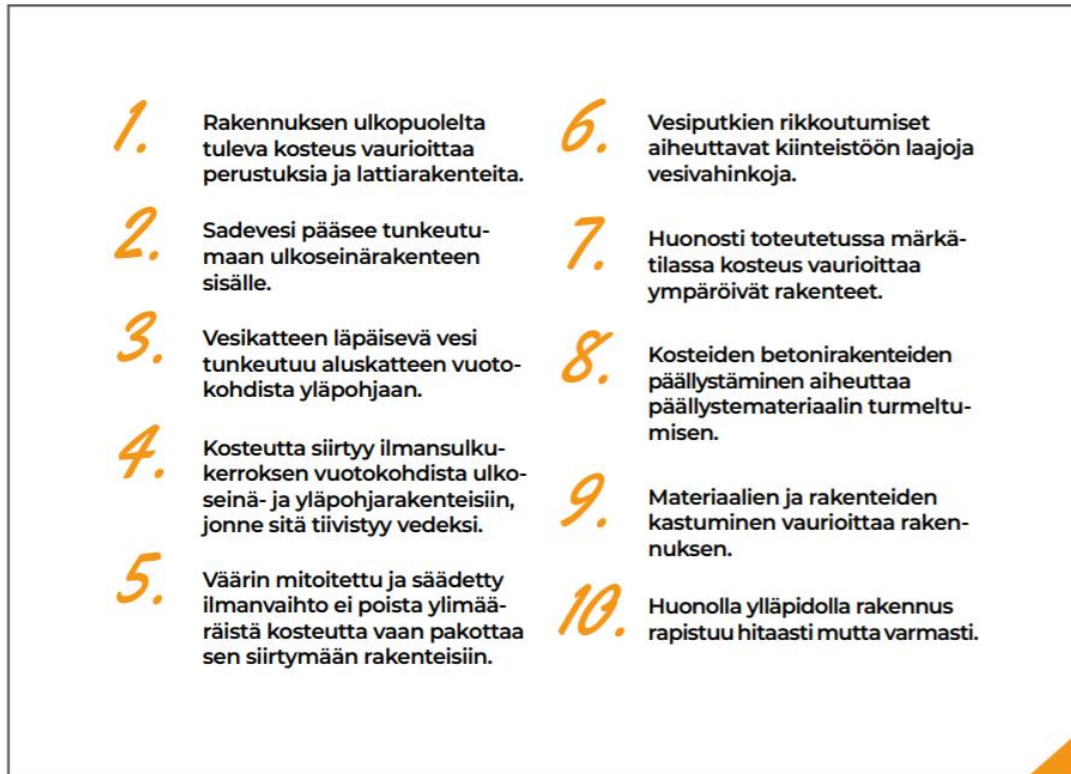 1.
Rakennuksen ulkopuolelta
tuleva kosteus vaurioittaa
perustuksia ja lattiarakenteita.
2.
Sadevesi pääsee tunkeutu-
maan ulkoseinärakenteen
sisälle.
3.
Vesikatteen läpäisevä vesi
tunkeutuu aluskatteen vuoto-
kohdista yläpohjaan.
4.
Kosteutta siirtyy ilmansulku-
kerroksen vuotokohdista ulko-
seinä- ja yläpohjarakenteisiin,
jonne sitä tiivistyy vedeksi.
5.
Väärin mitoitettu ja säädetty
ilmanvaihto ei poista ylimää-
räistä kosteutta vaan pakottaa
sen siirtymään rakenteisiin.
6.
Vesiputkien rikkoutumiset
aiheuttavat kiinteistöön laajoja
vesivahinkoja.
7.
Huonosti toteutetussa märkä-
tilassa kosteus vaurioittaa
ympäröivät rakenteet.
8.
Kosteiden betonirakenteiden
päällystäminen aiheuttaa
päällystemateriaalin turmeltu-
misen.
9.
Materiaalien ja rakenteiden
kastuminen vaurioittaa raken-
nuksen.
10.
Huonolla ylläpidolla rakennus
rapistuu hitaasti mutta varmasti.